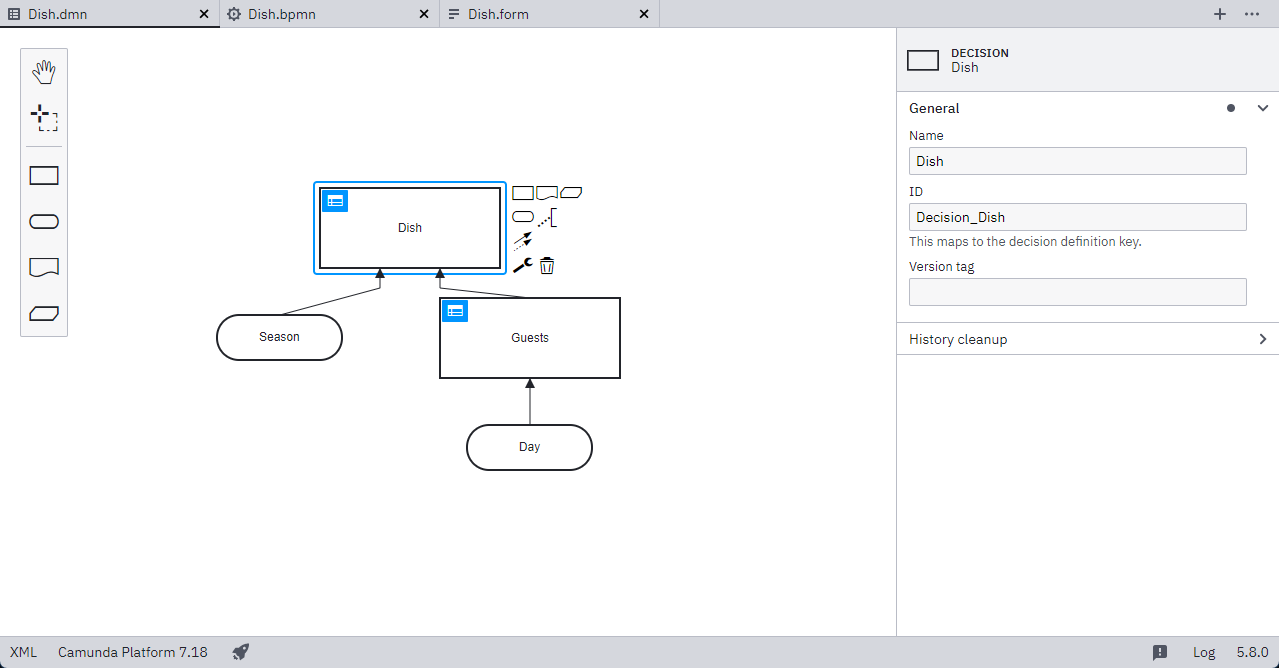 Dish.dmn
Dish.bpmn
Dish.form
DECISION
Dish
General
Name
Dish
ID
Decision_Dish
This maps to the decision definition key.
Version tag
History cleanup
Dish
Season
Guests
Day
XML
Camunda Platform 7.18
Log
5.8.0